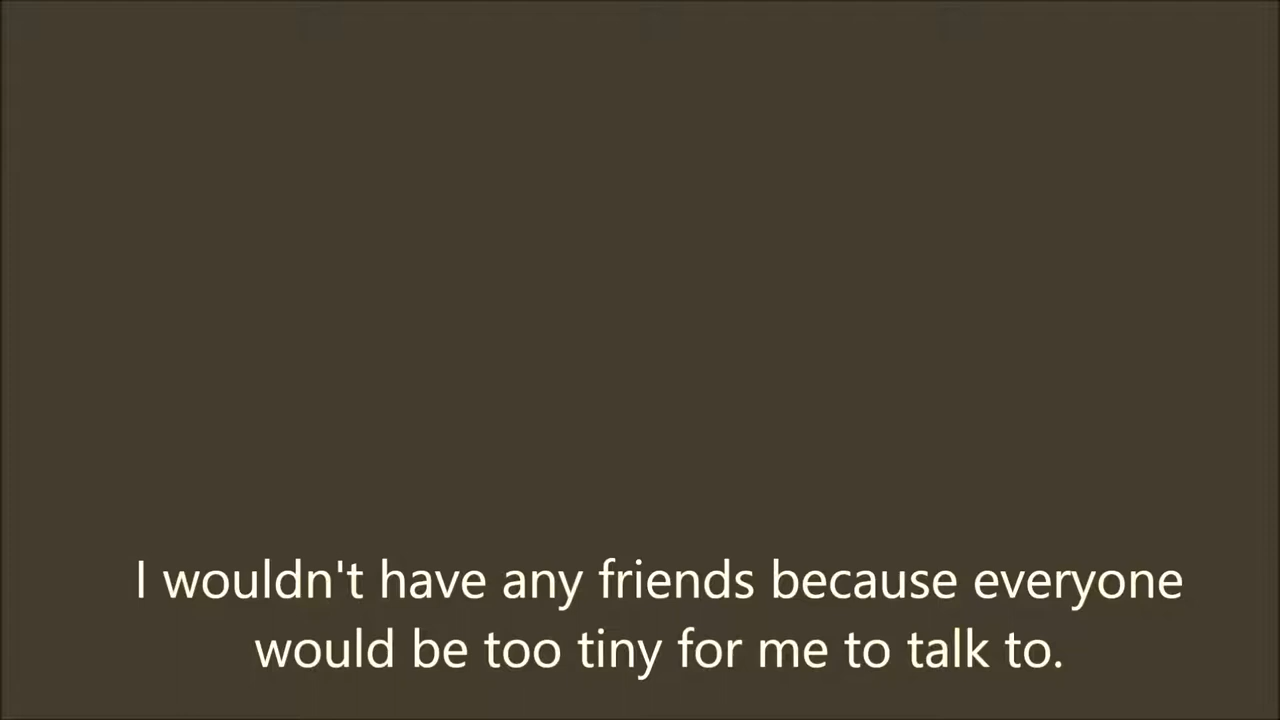 I wouldn't have any friends because everyone
would be too tiny for me to talk to.